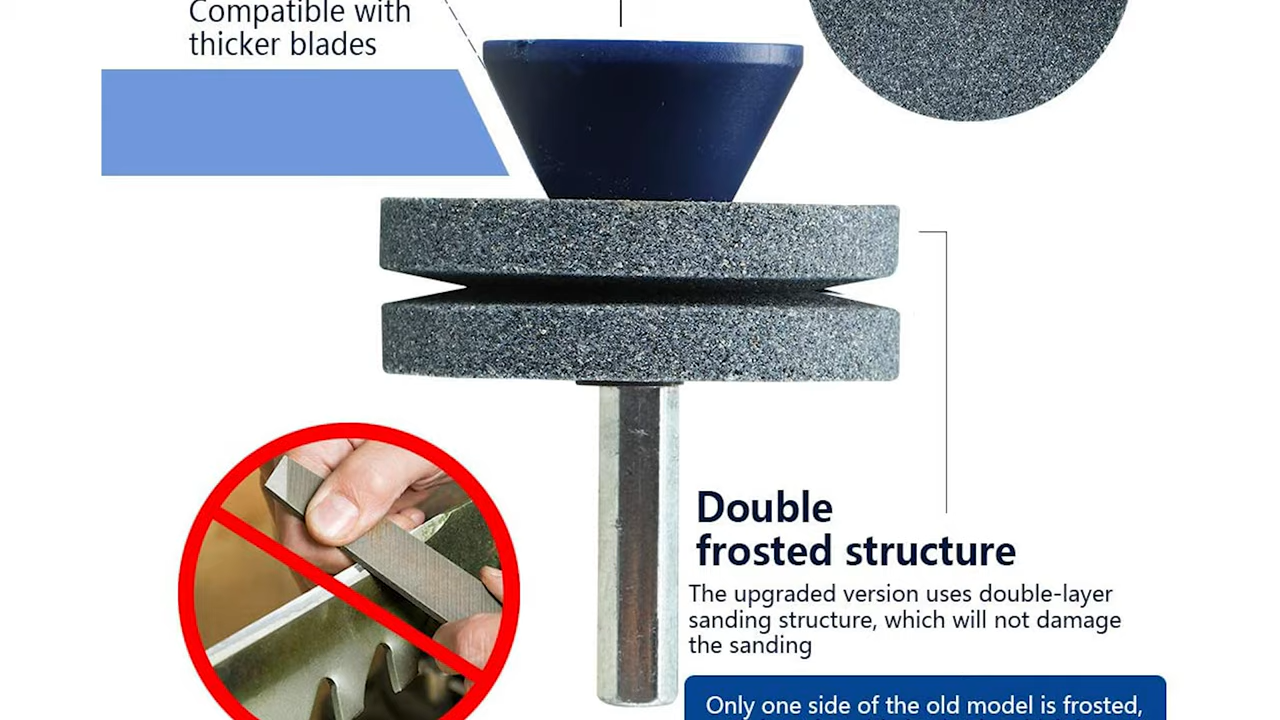 Compatible with
thicker blades
Double
frosted structure
The upgraded version uses double-layer
sanding structure, which will not damage
the sanding
Only one side of the old model is frosted,